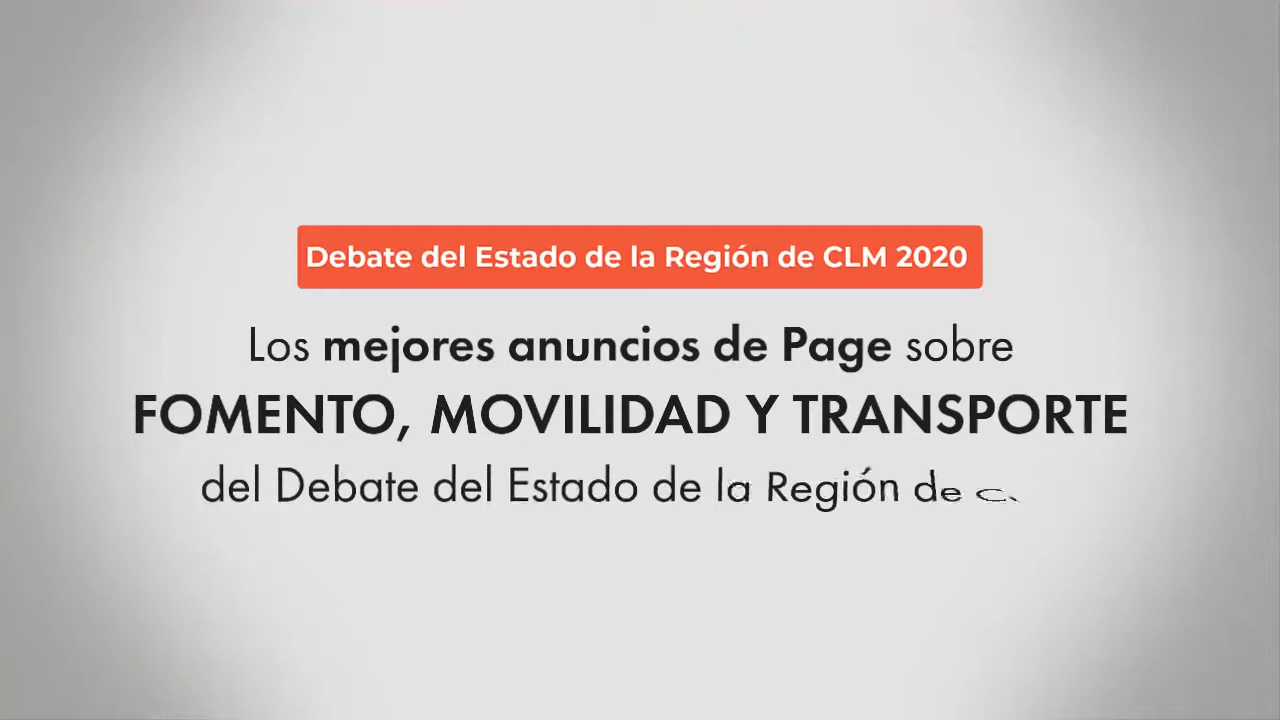 Debate del Estado de la Región de CLM 2020
Los mejores anuncios de Page sobre
FOMENTO, MOVILIDAD Y TRANSPORTE
del Debate del Estado de la Región de